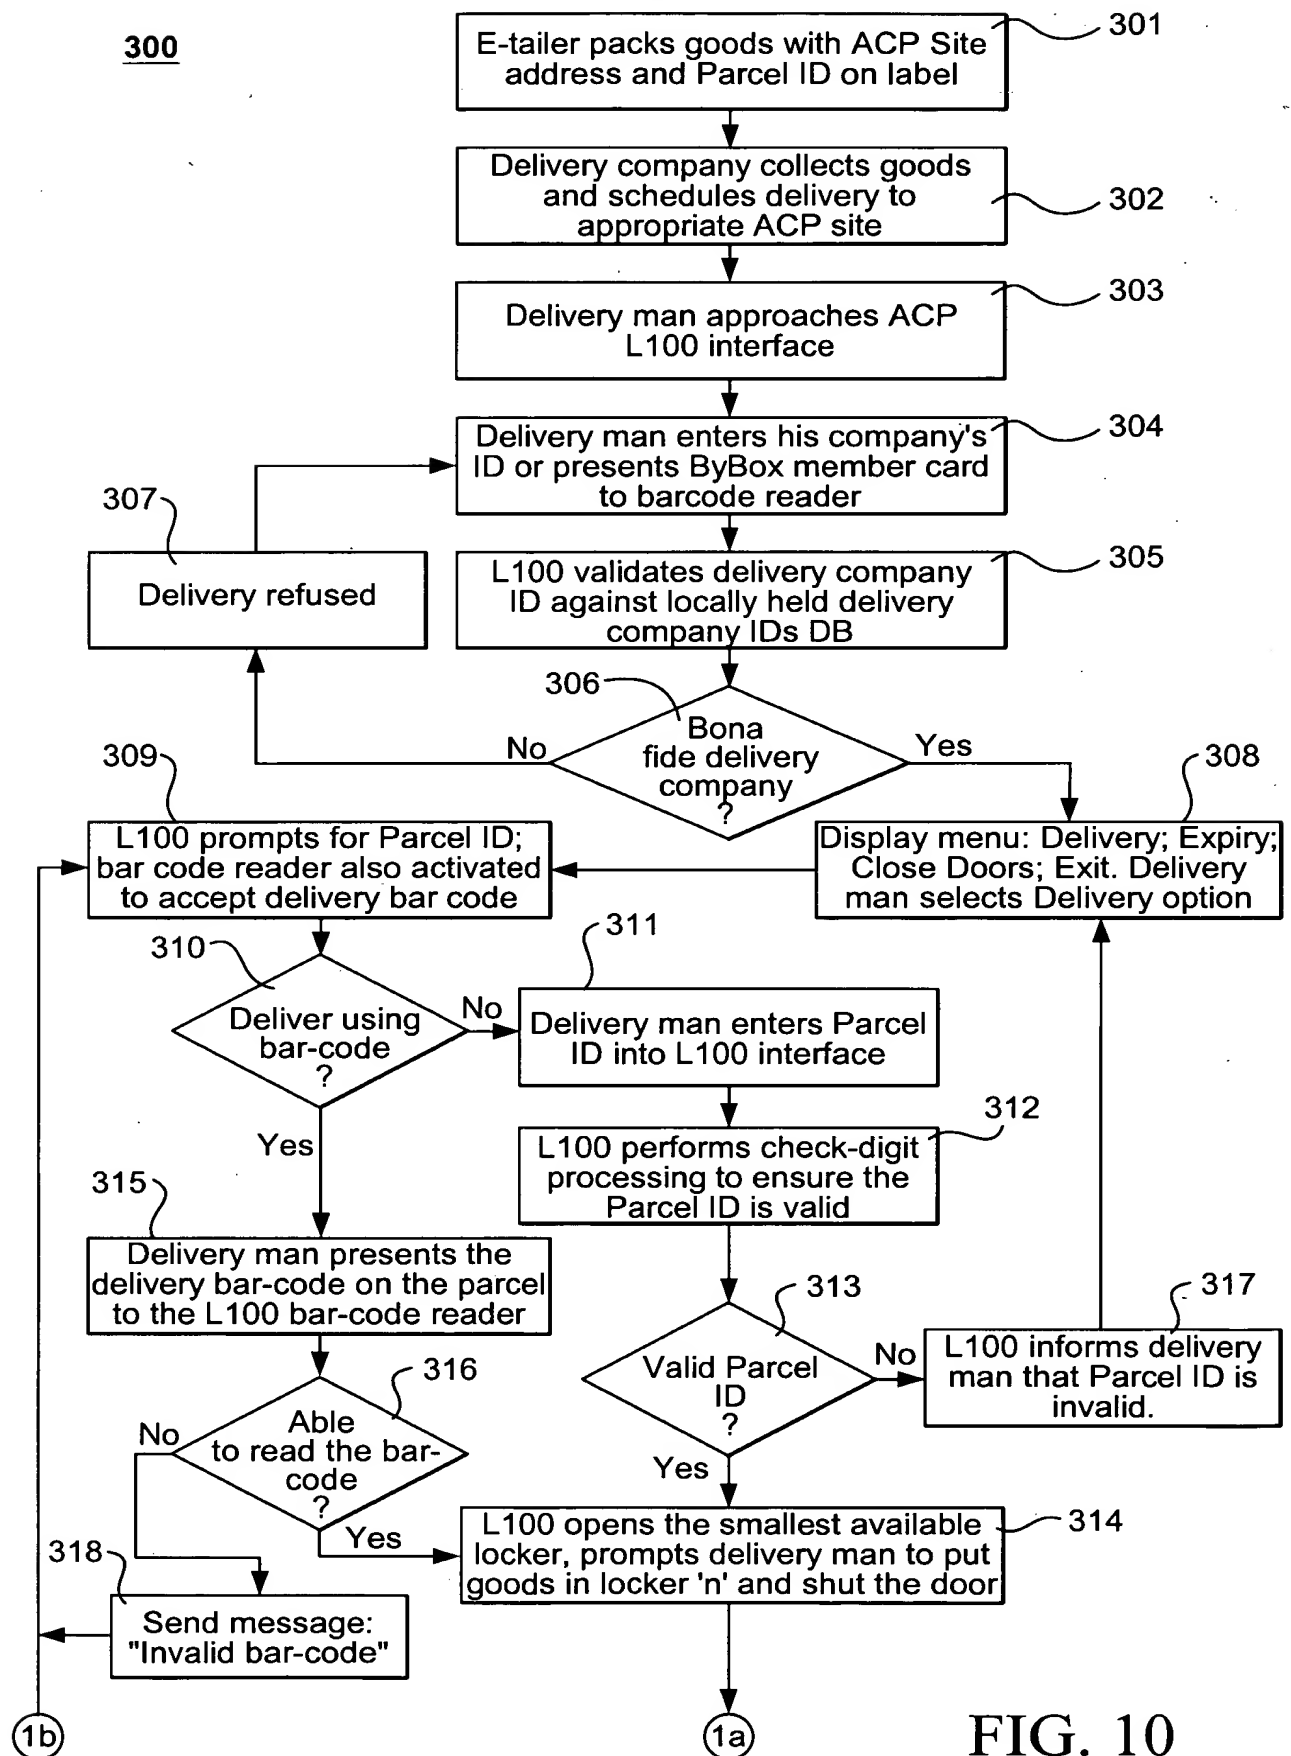 300
301
E-tailer packs goods with ACP Site
address and Parcel ID on label
Delivery company collects goods
and schedules delivery to
appropriate ACP site
302
303
Delivery man approaches ACP
L100 interface
304
Delivery man enters his company's
ID or presents ByBox member card
to barcode reader
307
Delivery refused
305
L100 validates delivery company
ID against locally held delivery
company IDs DB
306
Bona
fide delivery
company
?
No
Yes
309
308
L100 prompts for Parcel ID;
bar code reader also activated
to accept delivery bar code
Display menu: Delivery; Expiry;
Close Doors; Exit. Delivery
man selects Delivery option
310
Deliver using
bar-code
?
No
311
Delivery man enters Parcel
ID into L100 interface
Yes
312
L100 performs check-digit
processing to ensure the
Parcel ID is valid
315
Delivery man presents the
delivery bar-code on the parcel
to the L100 bar-code reader
313
Valid Parcel
ID
?
No
317
L100 informs delivery
man that Parcel ID is
invalid.
316
Able
to read the bar-
code
?
No
Yes
Yes
314
L100 opens the smallest available
locker, prompts delivery man to put
goods in locker 'n' and shut the door
318
Send message:
"Invalid bar-code"
1b
1a
FIG. 10